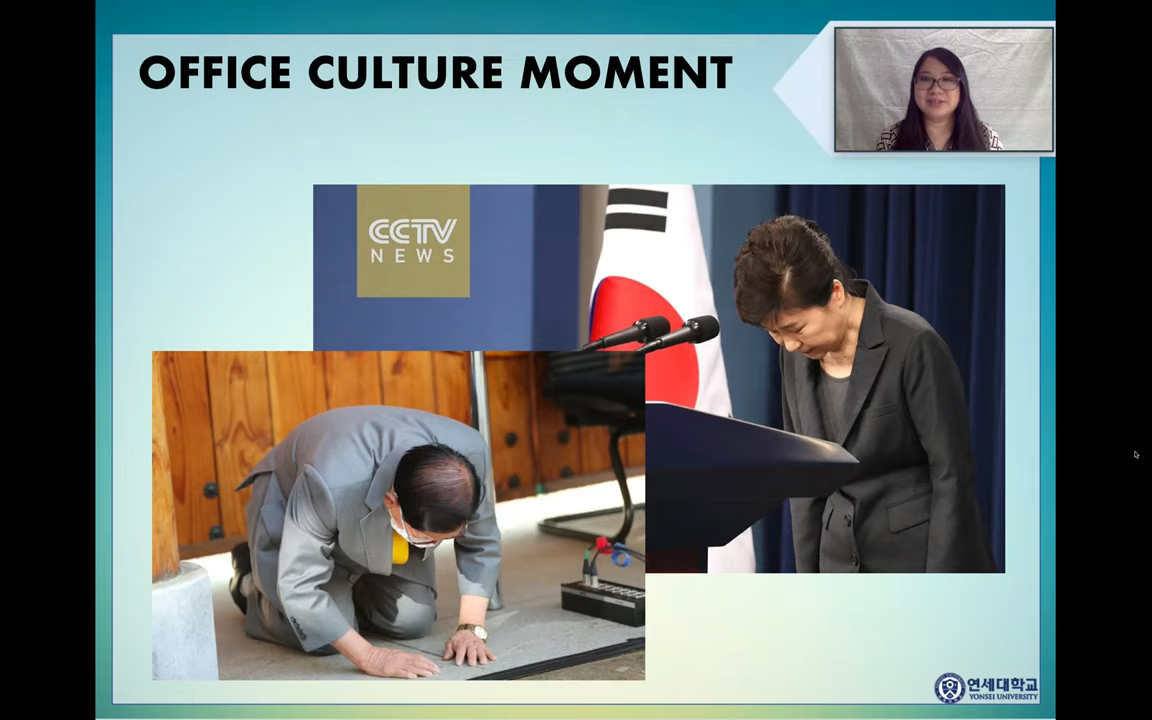 OFFICE CULTURE MOMENT
CCTV
NEWS
연세대학교
YONSEI UNIVERSITY